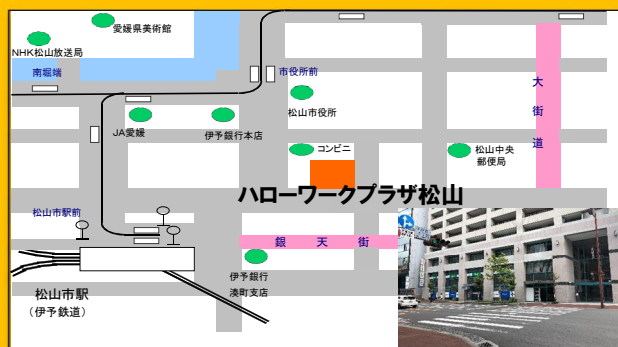 愛媛県美術館
NHK松山放送局
南堀端
市役所前
大街道
松山市役所
JA愛媛
伊予銀行本店
コンビニ
松山中央
郵便局
ハローワークプラザ松山
松山市駅前
銀天街
伊予銀行
湊町支店
松山市駅
(伊予鉄道)